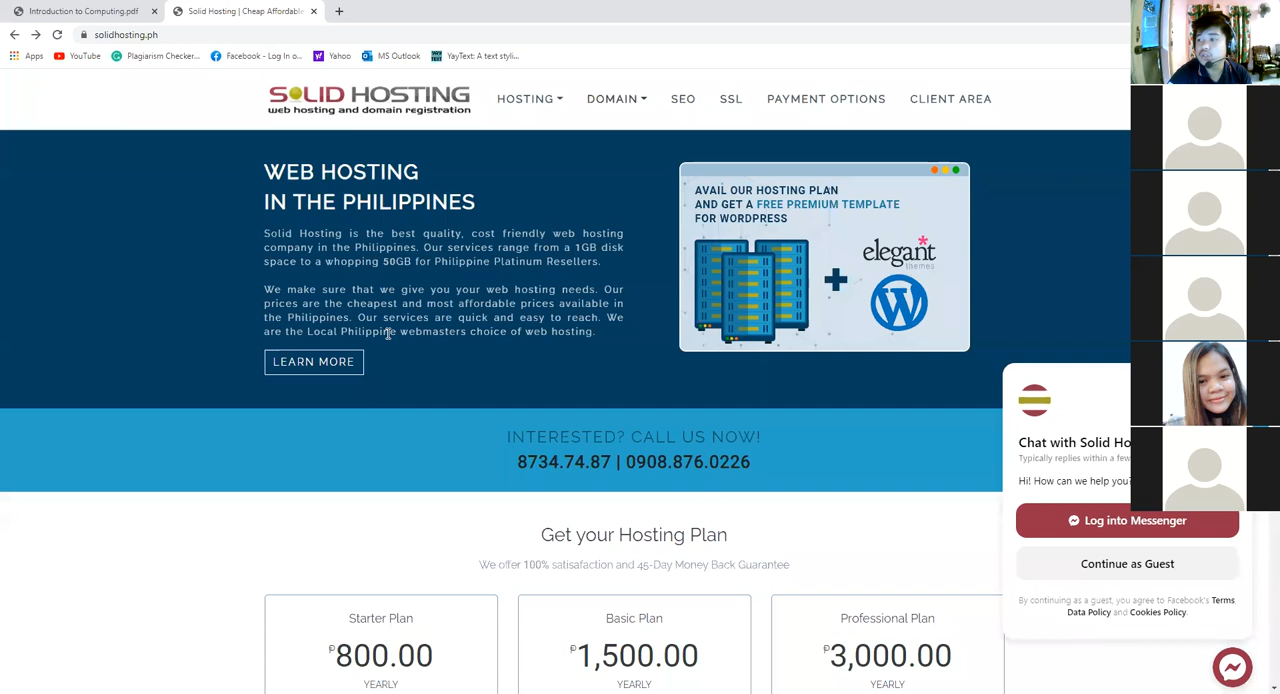 Introduction to Computing.pdf
Solid Hosting | Cheap Affordable
solidhosting.ph
Apps YouTube Plagiarism Checker... Facebook - Log In o... Yahoo MS Outlook YayText: A text styli...
SOLID HOSTING
web hosting and domain registration
HOSTING DOMAIN SEO SSL PAYMENT OPTIONS CLIENT AREA
WEB HOSTING
IN THE PHILIPPINES
Solid Hosting is the best quality, cost friendly web hosting
company in the Philippines. Our services range from a 1GB disk
space to a whopping 50GB for Philippine Platinum Resellers.
We make sure that we give you your web hosting needs. Our
prices are the cheapest and most affordable prices available in
the Philippines. Our services are quick and easy to reach. We
are the Local Philippine webmasters choice of web hosting.
LEARN MORE
AVAIL OUR HOSTING PLAN
AND GET A FREE PREMIUM TEMPLATE
FOR WORDPRESS
elegant
themes
INTERESTED? CALL US NOW!
8734.74.87 | 0908.876.0226
Get your Hosting Plan
We offer 100% satisafaction and 45-Day Money Back Guarantee
Starter Plan
₱800.00
YEARLY
Basic Plan
₱1,500.00
YEARLY
Professional Plan
₱3,000.00
YEARLY
Chat with Solid Ho
Typically replies within a few
Hi! How can we help you?
Log into Messenger
Continue as Guest
By continuing as a guest, you agree to Facebook's Terms,
Data Policy and Cookies Policy.